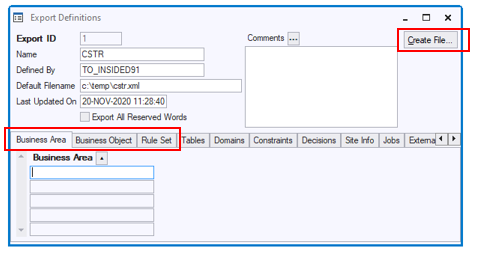 Export Definitions
Export ID 1
Comments ...
Create File...
Name CSTR
Defined By TO_INSIDED91
Default Filename c:\temp\cstr.xml
Last Updated On 20-NOV-2020 11:28:40
Export All Reserved Words
Business Area Business Object Rule Set Tables Domains Constraints Decisions Site Info Jobs Externa
Business Area